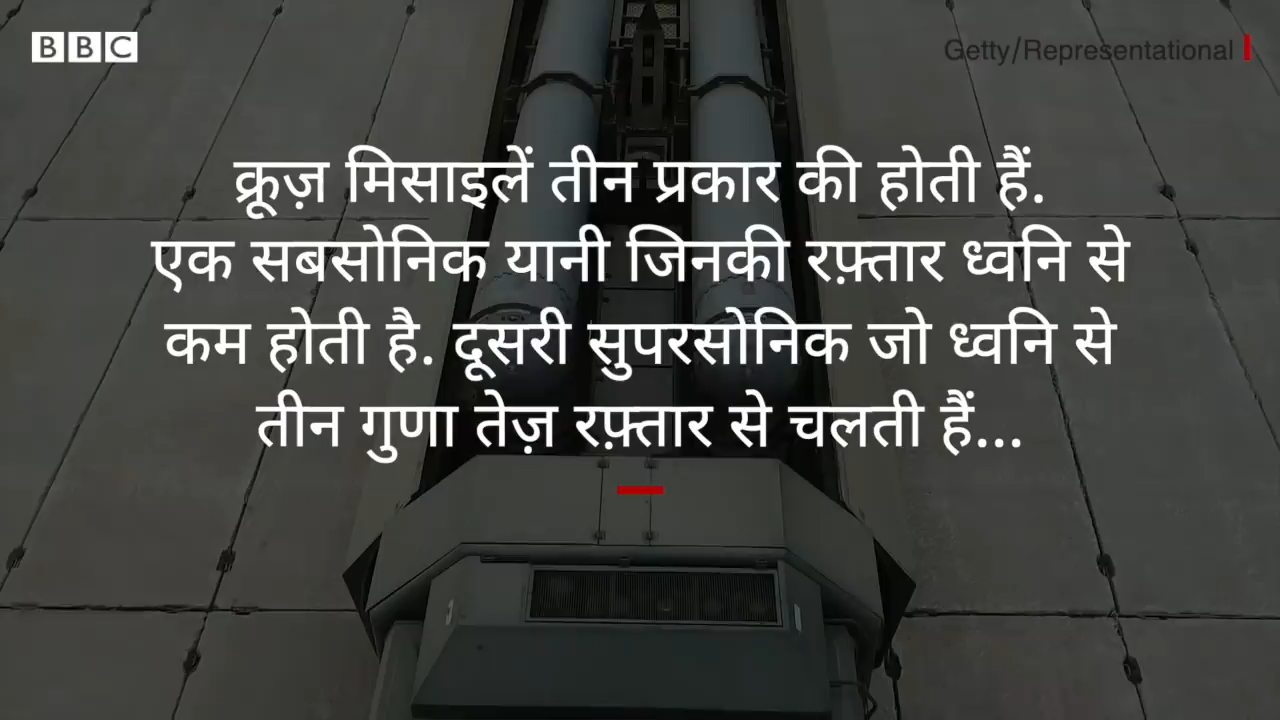 BBC
Getty/Representational
क्रूज़ मिसाइलें तीन प्रकार की होती हैं.
एक सबसोनिक यानी जिनकी रफ़्तार ध्वनि से
कम होती है. दूसरी सुपरसोनिक जो ध्वनि से
तीन गुणा तेज़ रफ़्तार से चलती हैं...